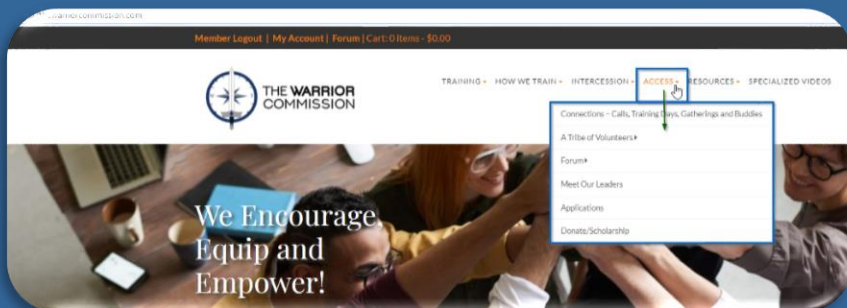 warriorcommission.com
Member Logout | My Account | Forum | Cart: 0 Items - $0.00
THE WARRIOR
COMMISSION
TRAINING HOW WE TRAIN INTERCESSION ACCESS RESOURCES SPECIALIZED VIDEOS
Connections – Calls, Training Days, Gatherings and Buddies
A Tribe of Volunteers
Forum
Meet Our Leaders
Applications
Donate/Scholarship
We Encourage,
Equip and
Empower!